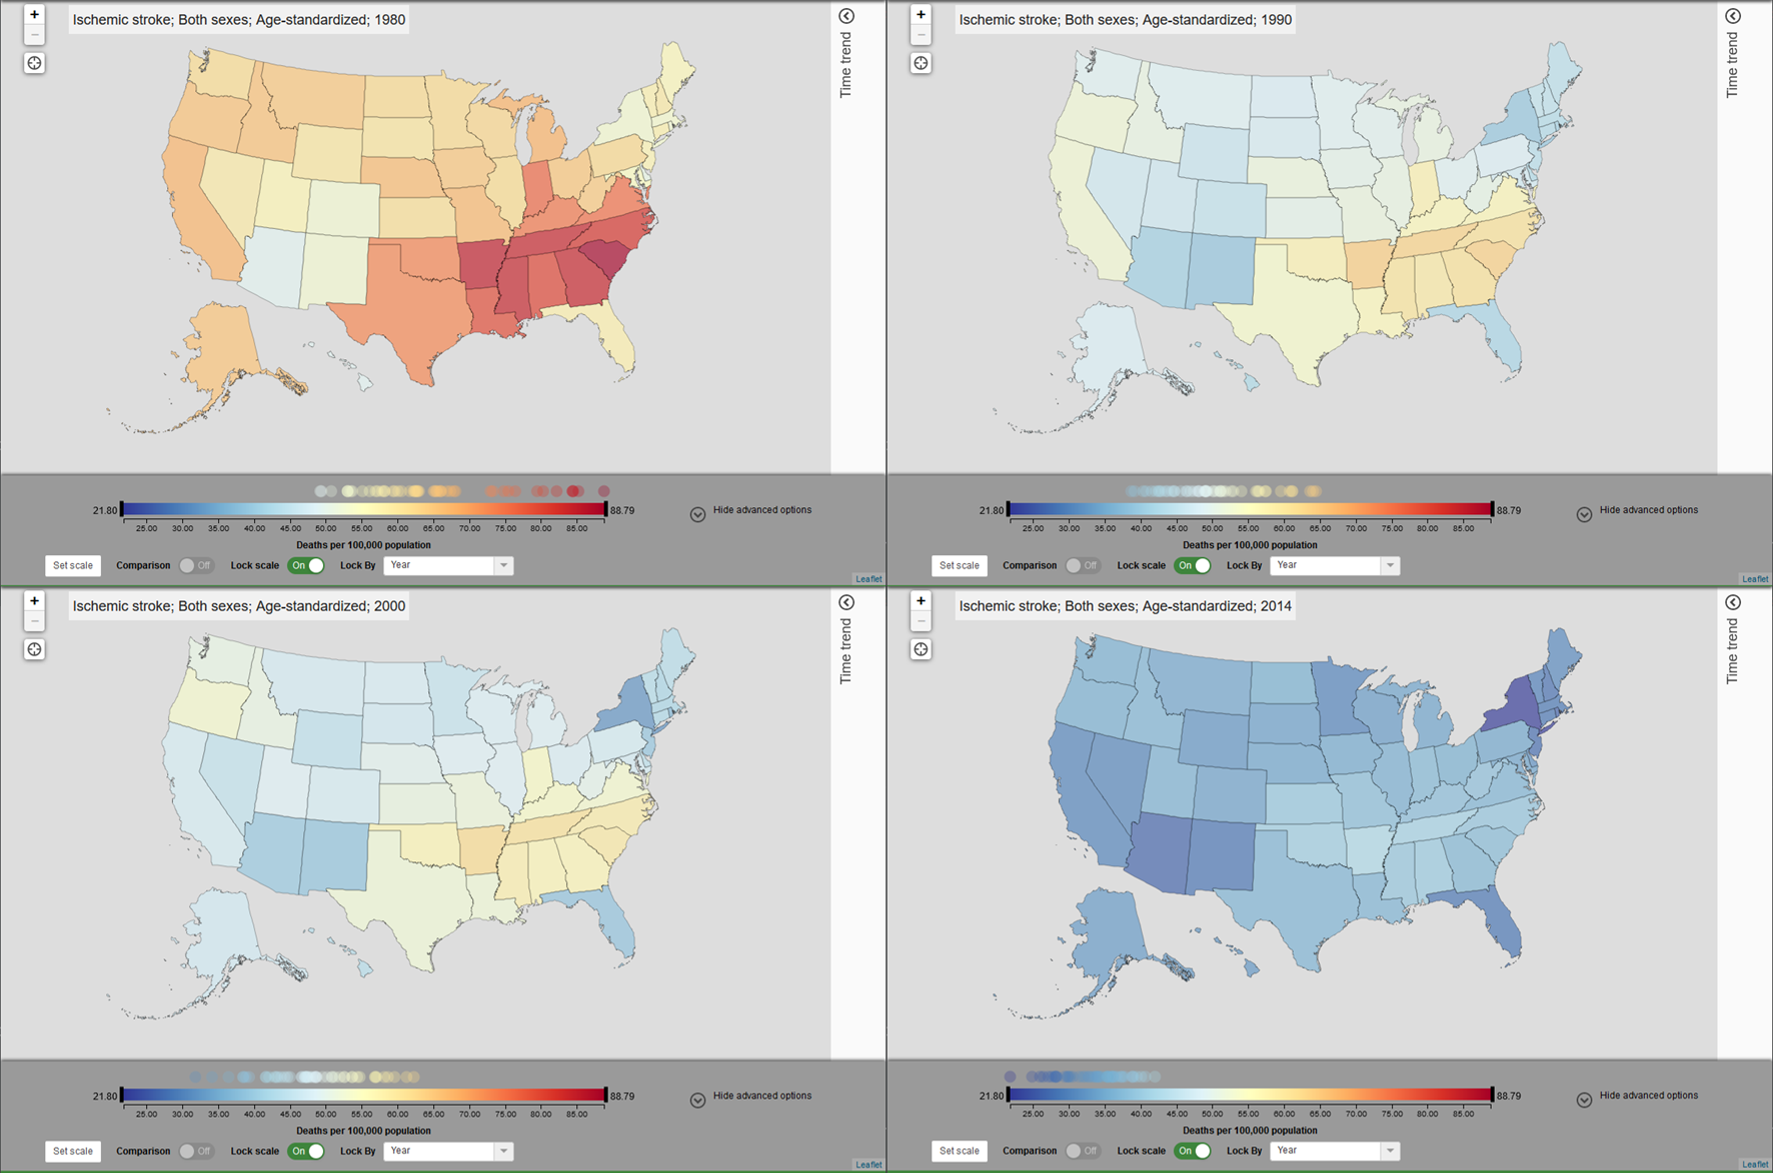 +
Ischemic stroke; Both sexes; Age-standardized; 1980
−
Time trend
21.80
88.79
25.00 30.00 35.00 40.00 45.00 50.00 55.00 60.00 65.00 70.00 75.00 80.00 85.00
Hide advanced options
Deaths per 100,000 population
Set scale Comparison Off Lock scale On Lock By Year
Leaflet
+
Ischemic stroke; Both sexes; Age-standardized; 1990
−
Time trend
21.80
88.79
25.00 30.00 35.00 40.00 45.00 50.00 55.00 60.00 65.00 70.00 75.00 80.00 85.00
Hide advanced options
Deaths per 100,000 population
Set scale Comparison Off Lock scale On Lock By Year
Leaflet
+
Ischemic stroke; Both sexes; Age-standardized; 2000
−
Time trend
21.80
88.79
25.00 30.00 35.00 40.00 45.00 50.00 55.00 60.00 65.00 70.00 75.00 80.00 85.00
Hide advanced options
Deaths per 100,000 population
Set scale Comparison Off Lock scale On Lock By Year
Leaflet
+
Ischemic stroke; Both sexes; Age-standardized; 2014
−
Time trend
21.80
88.79
25.00 30.00 35.00 40.00 45.00 50.00 55.00 60.00 65.00 70.00 75.00 80.00 85.00
Hide advanced options
Deaths per 100,000 population
Set scale Comparison Off Lock scale On Lock By Year
Leaflet